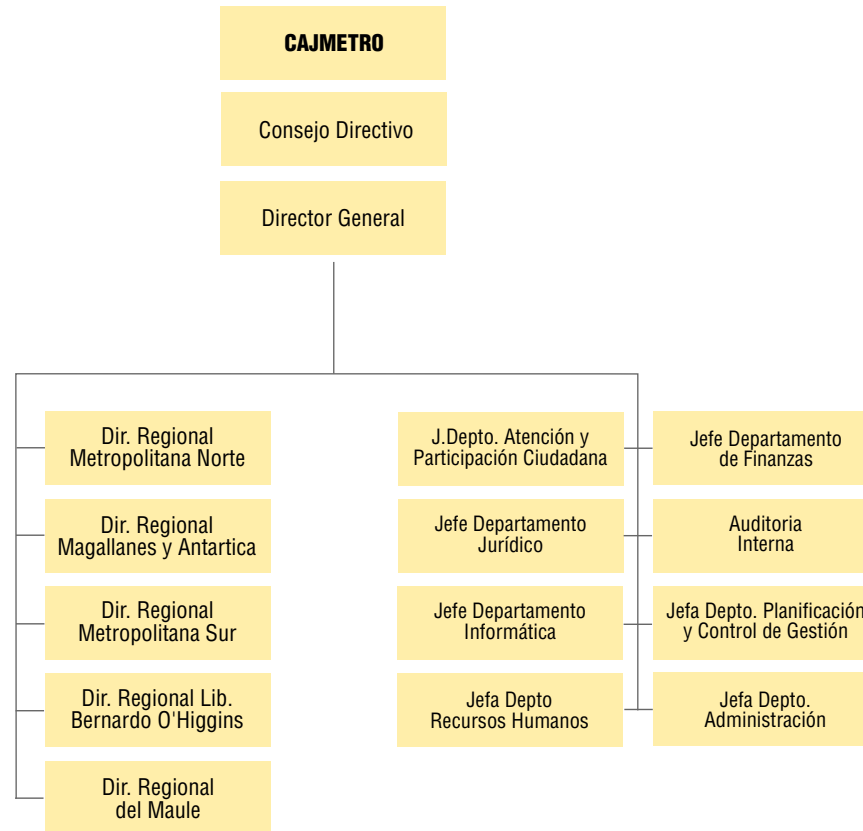 CAJMETRO
Consejo Directivo
Director General
Dir. Regional
Metropolitana Norte
Dir. Regional
Magallanes y Antartica
Dir. Regional
Metropolitana Sur
Dir. Regional Lib.
Bernardo O'Higgins
Dir. Regional
del Maule
J.Depto. Atención y
Participación Ciudadana
Jefe Departamento
Jurídico
Jefe Departamento
Informática
Jefa Depto
Recursos Humanos
Jefe Departamento
de Finanzas
Auditoria
Interna
Jefa Depto. Planificación
y Control de Gestión
Jefa Depto.
Administración